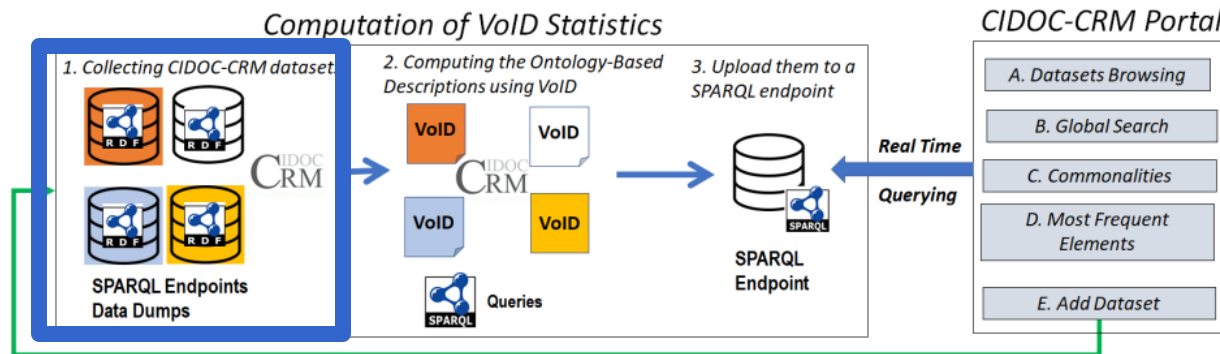 Computation of VoID Statistics
CIDOC-CRM Portal
1. Collecting CIDOC-CRM datasets
RDF
RDF
CIDOC
CRM
RDF
RDF
SPARQL Endpoints
Data Dumps
2. Computing the Ontology-Based
Descriptions using VoID
VoID
VoID
CIDOC
CRM
VoID
VoID
SPARQL
Queries
3. Upload them to a
SPARQL endpoint
SPARQL
SPARQL
Endpoint
Real Time
Querying
A. Datasets Browsing
B. Global Search
C. Commonalities
D. Most Frequent
Elements
E. Add Dataset